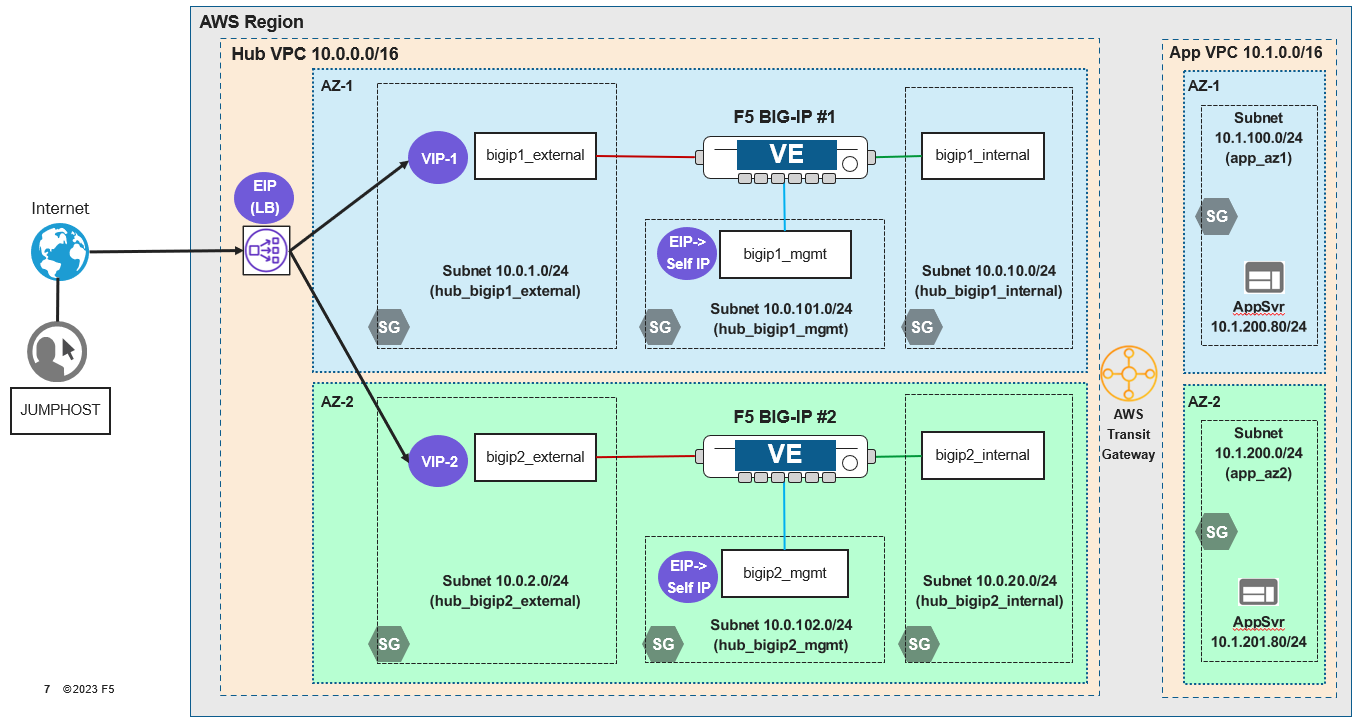 AWS Region
Hub VPC 10.0.0.0/16
App VPC 10.1.0.0/16
AZ-1
F5 BIG-IP #1
VIP-1
bigip1_external
VE
bigip1_internal
EIP
(LB)
Internet
EIP->
Self IP
bigip1_mgmt
Subnet 10.0.1.0/24
(hub_bigip1_external)
Subnet 10.0.101.0/24
(hub_bigip1_mgmt)
Subnet 10.0.10.0/24
(hub_bigip1_internal)
SG
SG
SG
JUMPHOST
AZ-2
F5 BIG-IP #2
VIP-2
bigip2_external
VE
bigip2_internal
EIP->
Self IP
bigip2_mgmt
Subnet 10.0.2.0/24
(hub_bigip2_external)
Subnet 10.0.102.0/24
(hub_bigip2_mgmt)
Subnet 10.0.20.0/24
(hub_bigip2_internal)
SG
SG
SG
AWS
Transit
Gateway
AZ-1
Subnet
10.1.100.0/24
(app_az1)
SG
AppSvr
10.1.200.80/24
AZ-2
Subnet
10.1.200.0/24
(app_az2)
SG
AppSvr
10.1.201.80/24
7 ©2023 F5